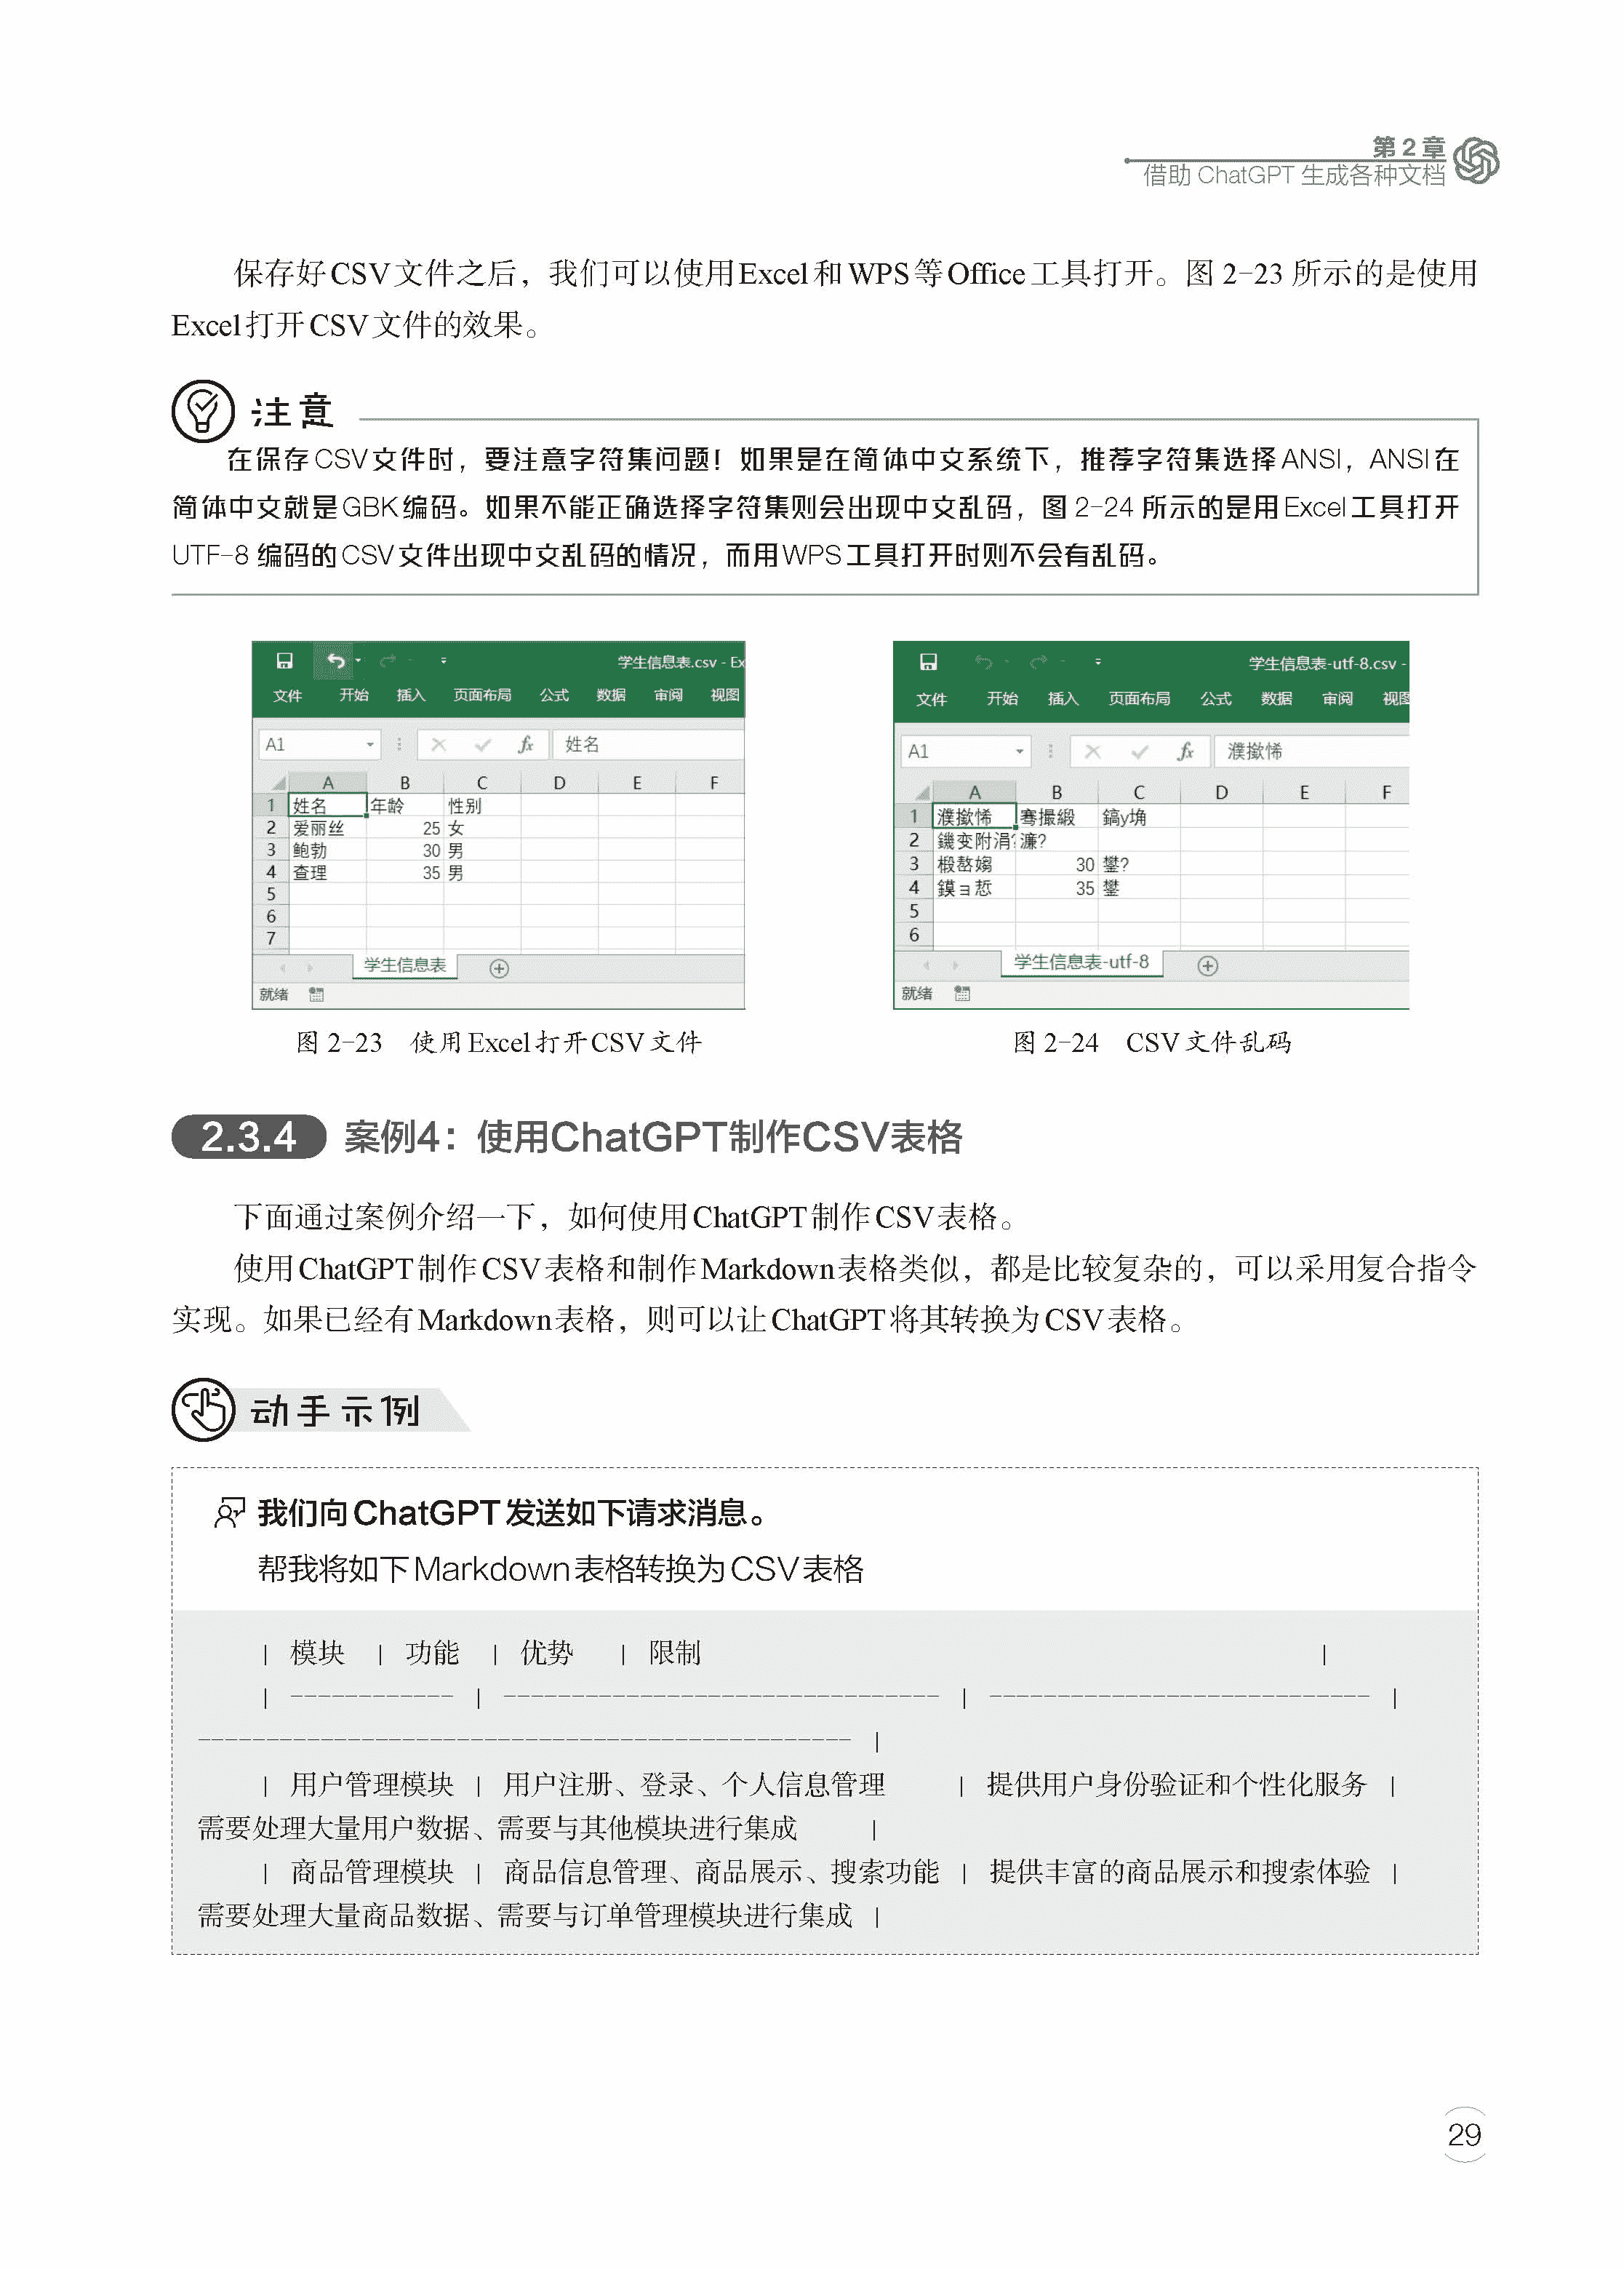 第2章
借助 ChatGPT 生成各种文档
保存好CSV文件之后，我们可以使用Excel和WPS等Office工具打开。图 2-23 所示的是使用
Excel打开CSV文件的效果。
注意
在保存CSV文件时，要注意字符集问题！如果是在简体中文系统下，推荐字符集选择ANSI，ANSI在
简体中文就是GBK编码。如果不能正确选择字符集则会出现中文乱码，图 2-24 所示的是用Excel工具打开
UTF-8 编码的CSV文件出现中文乱码的情况，而用WPS工具打开时则不会有乱码。
学生信息表.csv - Ex
文件 开始 插入 页面布局 公式 数据 审阅 视图
A1 fx 姓名
A B C D E F
1 姓名 年龄 性别
2 爱丽丝 25 女
3 鲍勃 30 男
4 查理 35 男
5
6
7
学生信息表
就绪
学生信息表-utf-8.csv -
文件 开始 插入 页面布局 公式 数据 审阅 视图
A1 fx 濮撳悕
A B C D E F
1 濮撳悕 骞撮緞 鎬у埆
2 鐖变附涓? 濂?
3 椴嶅嫎 30 鐢?
4 鏌ョ悊 35 鐢
5
6
学生信息表-utf-8
就绪
图 2-23 使用Excel打开CSV文件
图 2-24 CSV文件乱码
2.3.4 案例4：使用ChatGPT制作CSV表格
下面通过案例介绍一下，如何使用ChatGPT制作CSV表格。
使用ChatGPT制作CSV表格和制作Markdown表格类似，都是比较复杂的，可以采用复合指令
实现。如果已经有Markdown表格，则可以让ChatGPT将其转换为CSV表格。
动手示例
我们向ChatGPT发送如下请求消息。
帮我将如下Markdown表格转换为CSV表格
| 模块 | 功能 | 优势 | 限制 |
| ------------ | -------------------------------- | ---------------------------- |
------------------------------------------------ |
| 用户管理模块 | 用户注册、登录、个人信息管理 | 提供用户身份验证和个性化服务 |
需要处理大量用户数据、需要与其他模块进行集成 |
| 商品管理模块 | 商品信息管理、商品展示、搜索功能 | 提供丰富的商品展示和搜索体验 |
需要处理大量商品数据、需要与订单管理模块进行集成 |
29